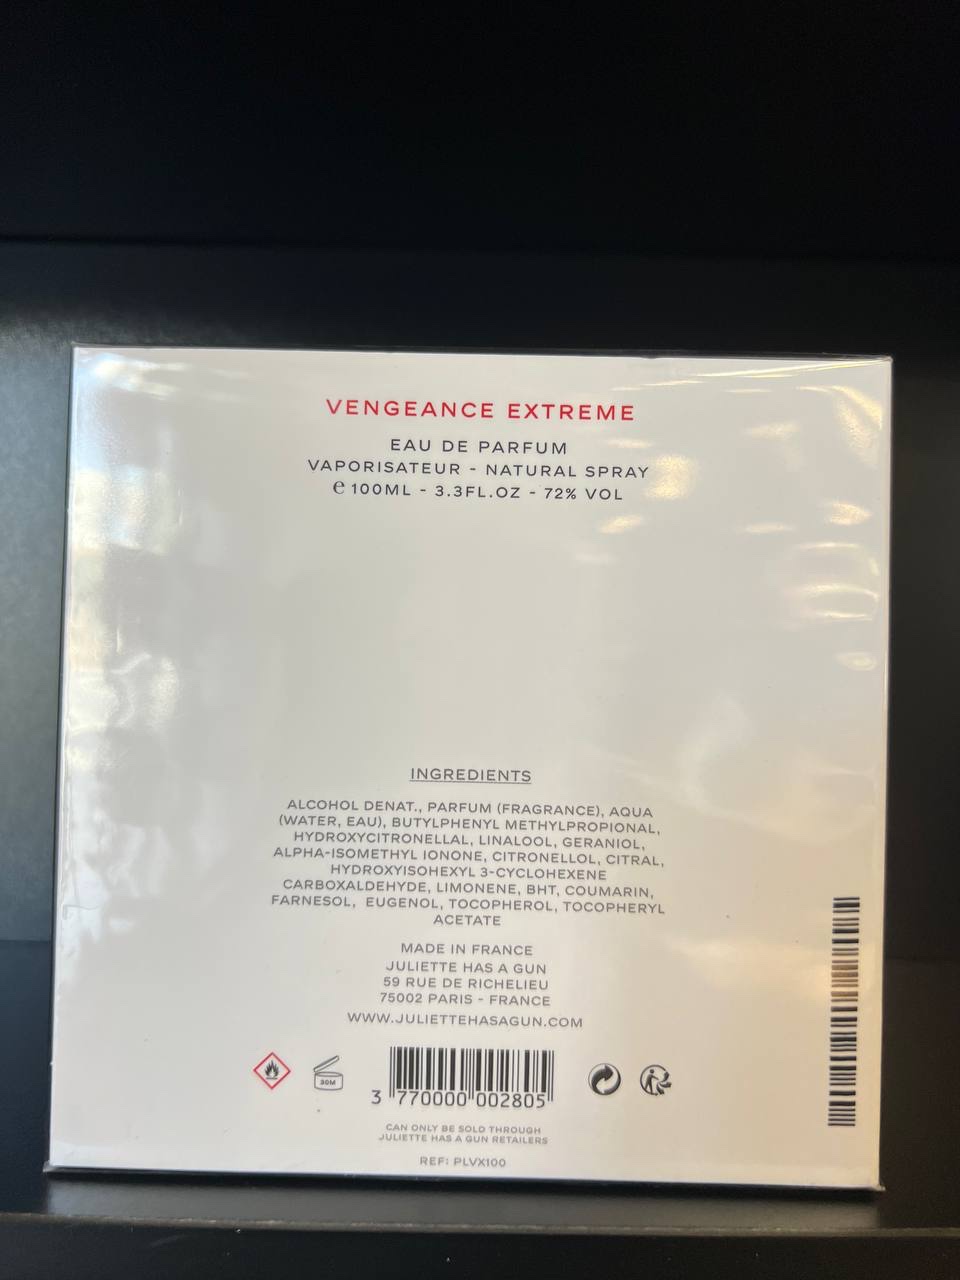 VENGEANCE EXTREME
EAU DE PARFUM
VAPORISATEUR - NATURAL SPRAY
℮ 100ML - 3.3FL.OZ - 72% VOL
INGREDIENTS
ALCOHOL DENAT., PARFUM (FRAGRANCE), AQUA
(WATER, EAU), BUTYLPHENYL METHYLPROPIONAL,
HYDROXYCITRONELLAL, LINALOOL, GERANIOL,
ALPHA-ISOMETHYL IONONE, CITRONELLOL, CITRAL,
HYDROXYISOHEXYL 3-CYCLOHEXENE
CARBOXALDEHYDE, LIMONENE, BHT, COUMARIN,
FARNESOL, EUGENOL, TOCOPHEROL, TOCOPHERYL
ACETATE
MADE IN FRANCE
JULIETTE HAS A GUN
59 RUE DE RICHELIEU
75002 PARIS - FRANCE
WWW.JULIETTEHASAGUN.COM
30M
3 770000 002805
CAN ONLY BE SOLD THROUGH
JULIETTE HAS A GUN RETAILERS
REF: PLVX100